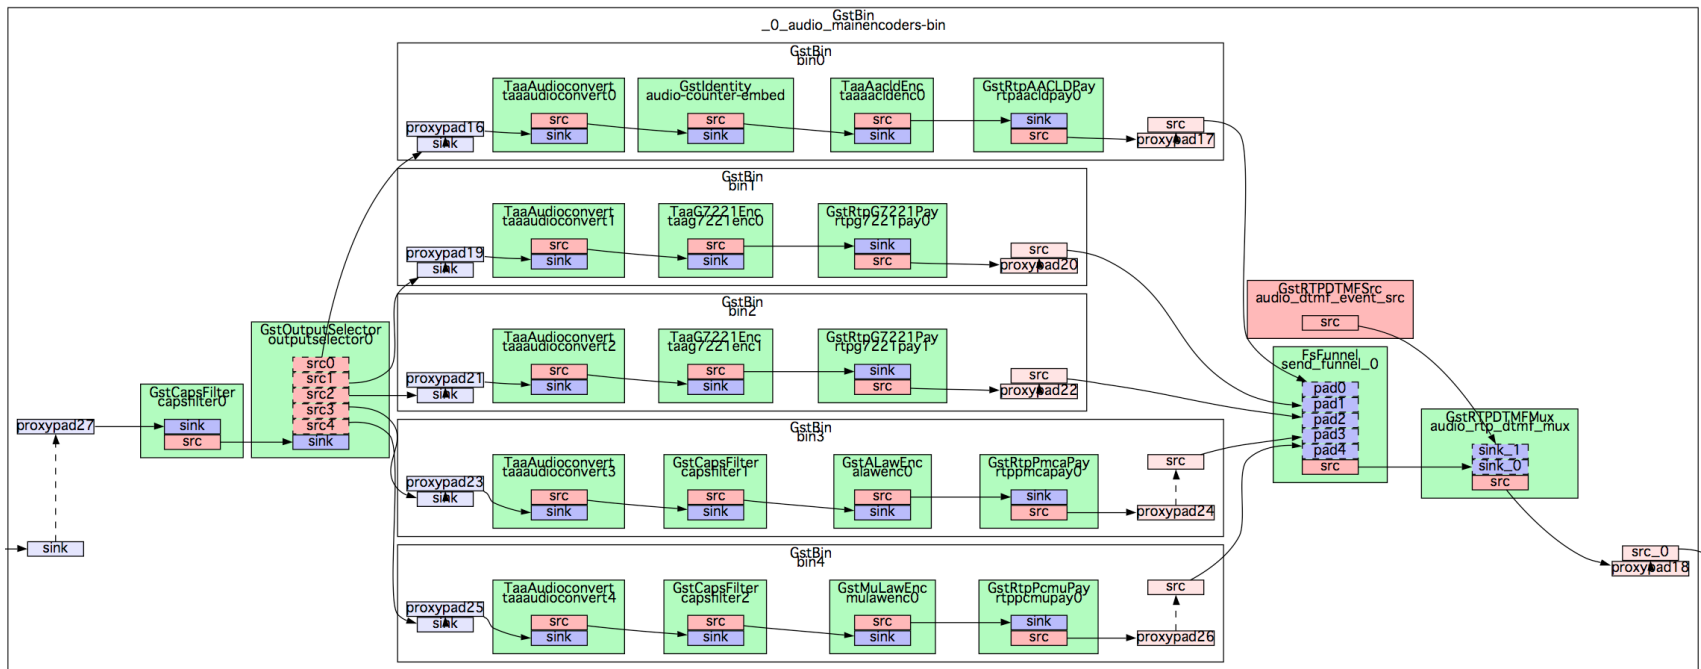 GstBin
_0_audio_mainencoders-bin
GstBin
bin0
TaaAudioconvert
taaaudioconvert0
src
sink
GstIdentity
audio-counter-embed
src
sink
TaaAacldEnc
taaaacldenc0
src
sink
GstRtpAACLDPay
rtpaacldpay0
sink
src
proxypad16
sink
src
proxypad17
GstBin
bin1
TaaAudioconvert
taaaudioconvert1
src
sink
TaaG7221Enc
taag7221enc0
src
sink
GstRtpG7221Pay
rtpg7221pay0
sink
src
proxypad19
sink
src
proxypad20
GstBin
bin2
TaaAudioconvert
taaaudioconvert2
src
sink
TaaG7221Enc
taag7221enc1
src
sink
GstRtpG7221Pay
rtpg7221pay1
sink
src
proxypad21
sink
src
proxypad22
GstBin
bin3
TaaAudioconvert
taaaudioconvert3
src
sink
GstCapsFilter
capsfilter1
src
sink
GstALawEnc
alawenc0
src
sink
GstRtpPmcaPay
rtppmcapay0
sink
src
proxypad23
sink
src
proxypad24
GstBin
bin4
TaaAudioconvert
taaaudioconvert4
src
sink
GstCapsFilter
capsfilter2
src
sink
GstMuLawEnc
mulawenc0
src
sink
GstRtpPcmuPay
rtppcmupay0
sink
src
proxypad25
sink
src
proxypad26
proxypad27
sink
GstCapsFilter
capsfilter0
sink
src
GstOutputSelector
outputselector0
src0
src1
src2
src3
src4
sink
GstRTPDTMFSrc
audio_dtmf_event_src
src
FsFunnel
send_funnel_0
pad0
pad1
pad2
pad3
pad4
src
GstRTPDTMFMux
audio_rtp_dtmf_mux
sink_1
sink_0
src
src_0
proxypad18